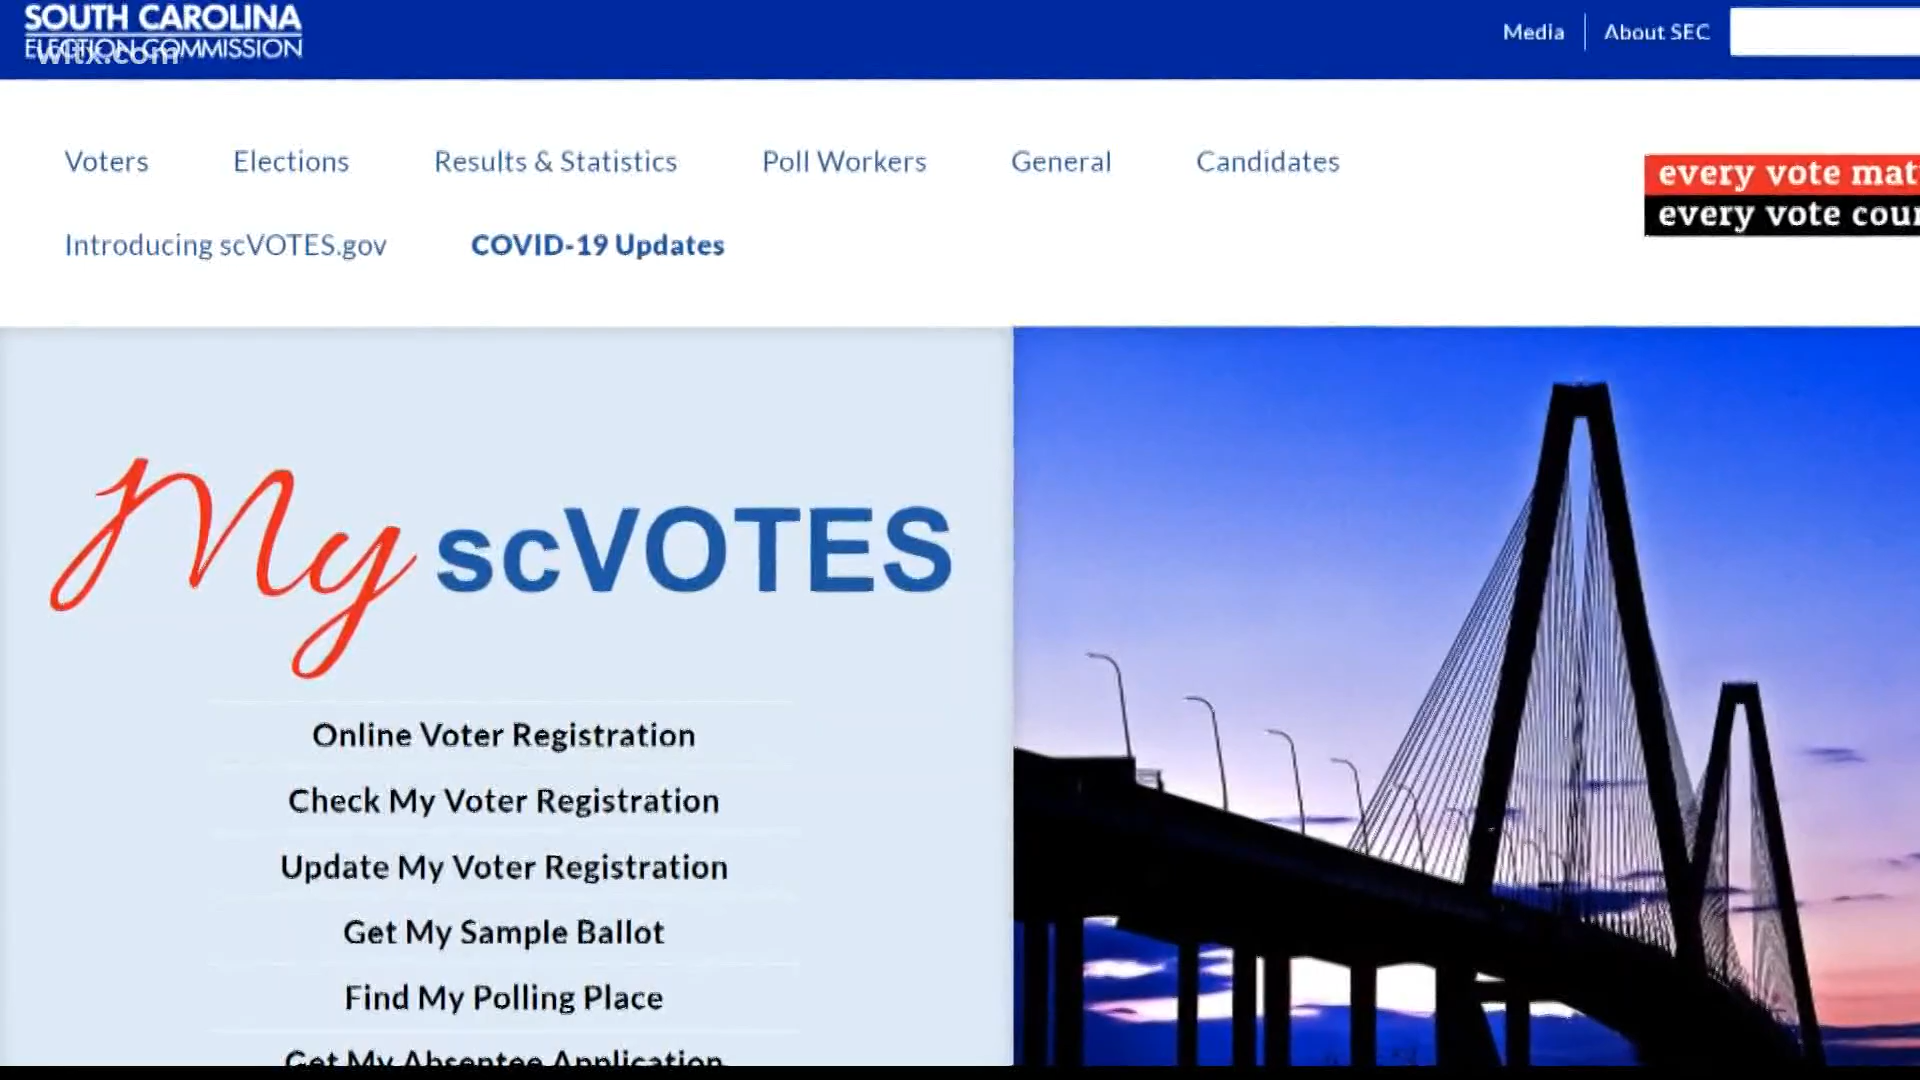 SOUTH CAROLINA
ELECTION COMMISSION
wltx.com
Media
About SEC
Voters
Elections
Results & Statistics
Poll Workers
General
Candidates
every vote mat
every vote cour
Introducing scVOTES.gov
COVID-19 Updates
My scVOTES
Online Voter Registration
Check My Voter Registration
Update My Voter Registration
Get My Sample Ballot
Find My Polling Place
Get My Absentee Application